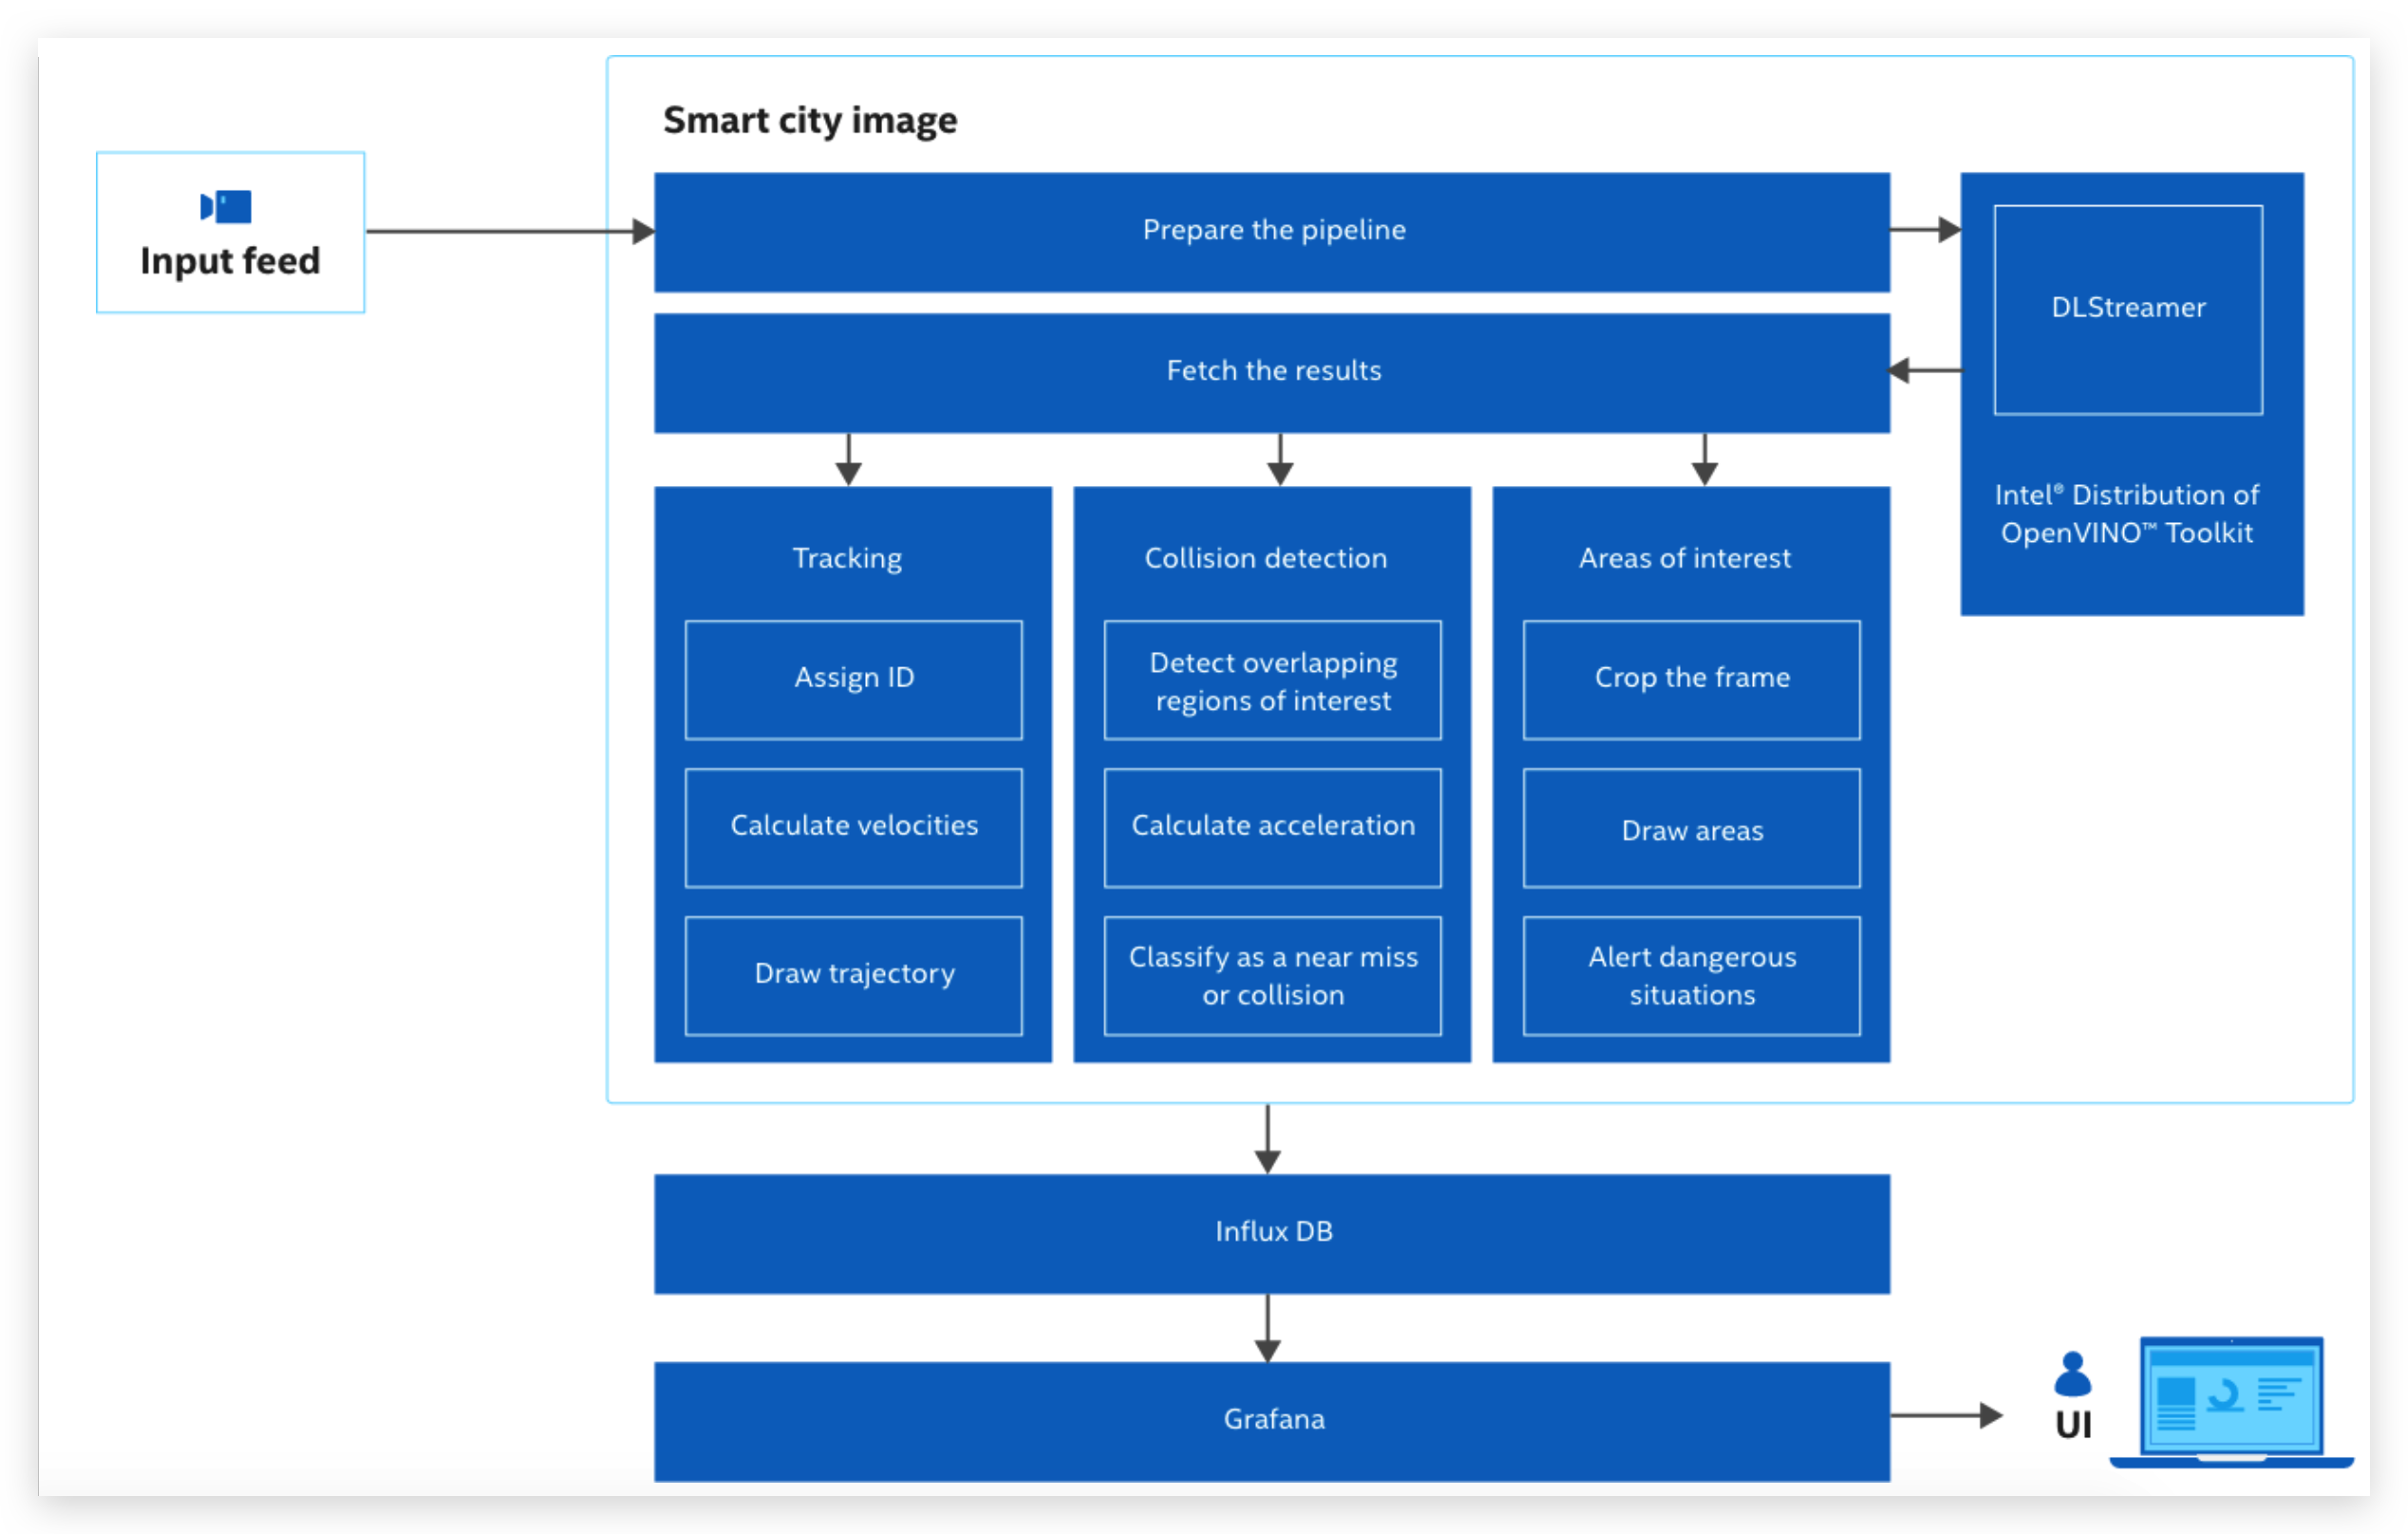 Smart city image
Input feed
Prepare the pipeline
DLStreamer
Fetch the results
Intel® Distribution of
OpenVINO™ Toolkit
Tracking
Assign ID
Calculate velocities
Draw trajectory
Collision detection
Detect overlapping
regions of interest
Calculate acceleration
Classify as a near miss
or collision
Areas of interest
Crop the frame
Draw areas
Alert dangerous
situations
Influx DB
Grafana
UI